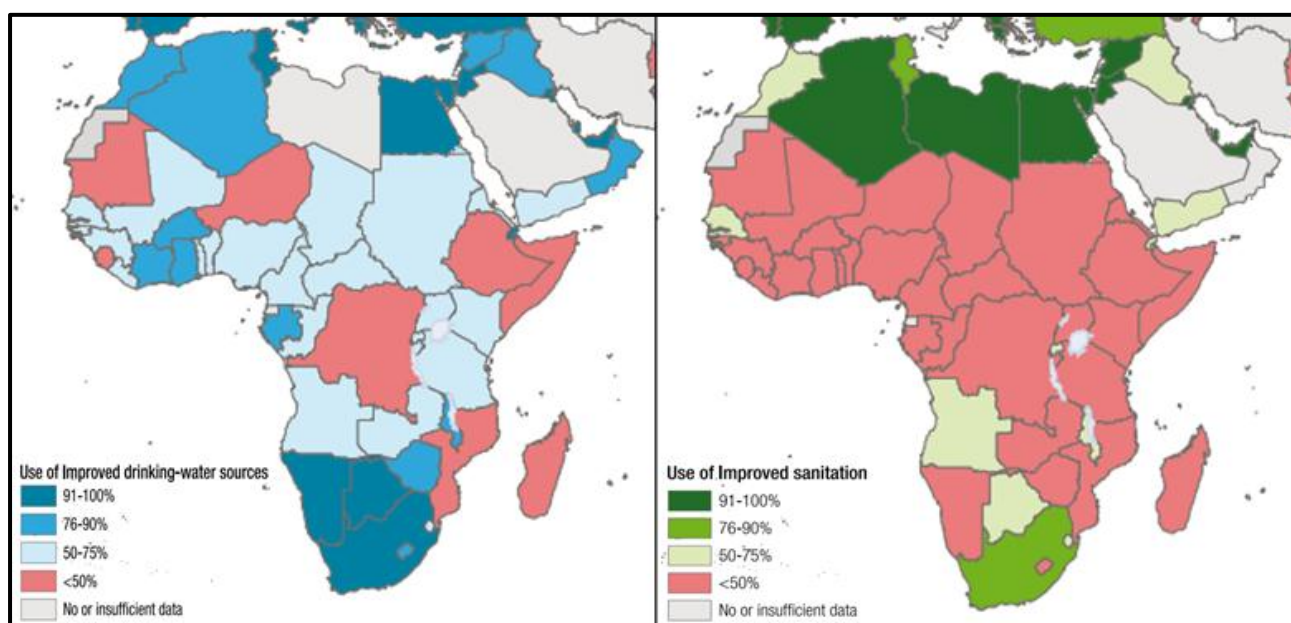 Use of Improved drinking-water sources
91-100%
76-90%
50-75%
<50%
No or insufficient data
Use of Improved sanitation
91-100%
76-90%
50-75%
<50%
No or insufficient data